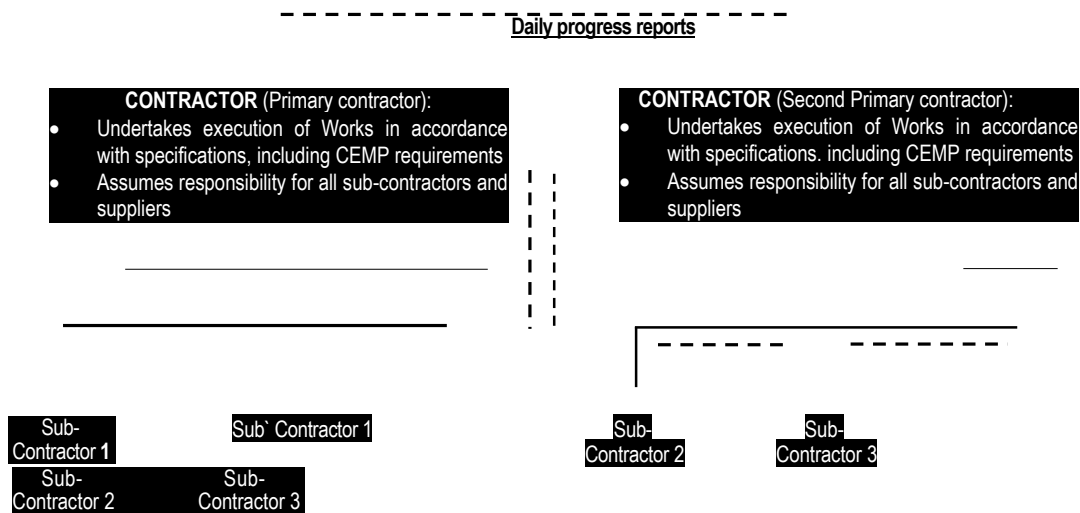 Daily progress reports
CONTRACTOR (Primary contractor):
• Undertakes execution of Works in accordance
with specifications, including CEMP requirements
• Assumes responsibility for all sub-contractors and
suppliers
CONTRACTOR (Second Primary contractor):
• Undertakes execution of Works in accordance
with specifications. including CEMP requirements
• Assumes responsibility for all sub-contractors and
suppliers
Sub-
Contractor 1
Sub` Contractor 1
Sub-
Contractor 2
Sub-
Contractor 3
Sub-
Contractor 2
Sub-
Contractor 3